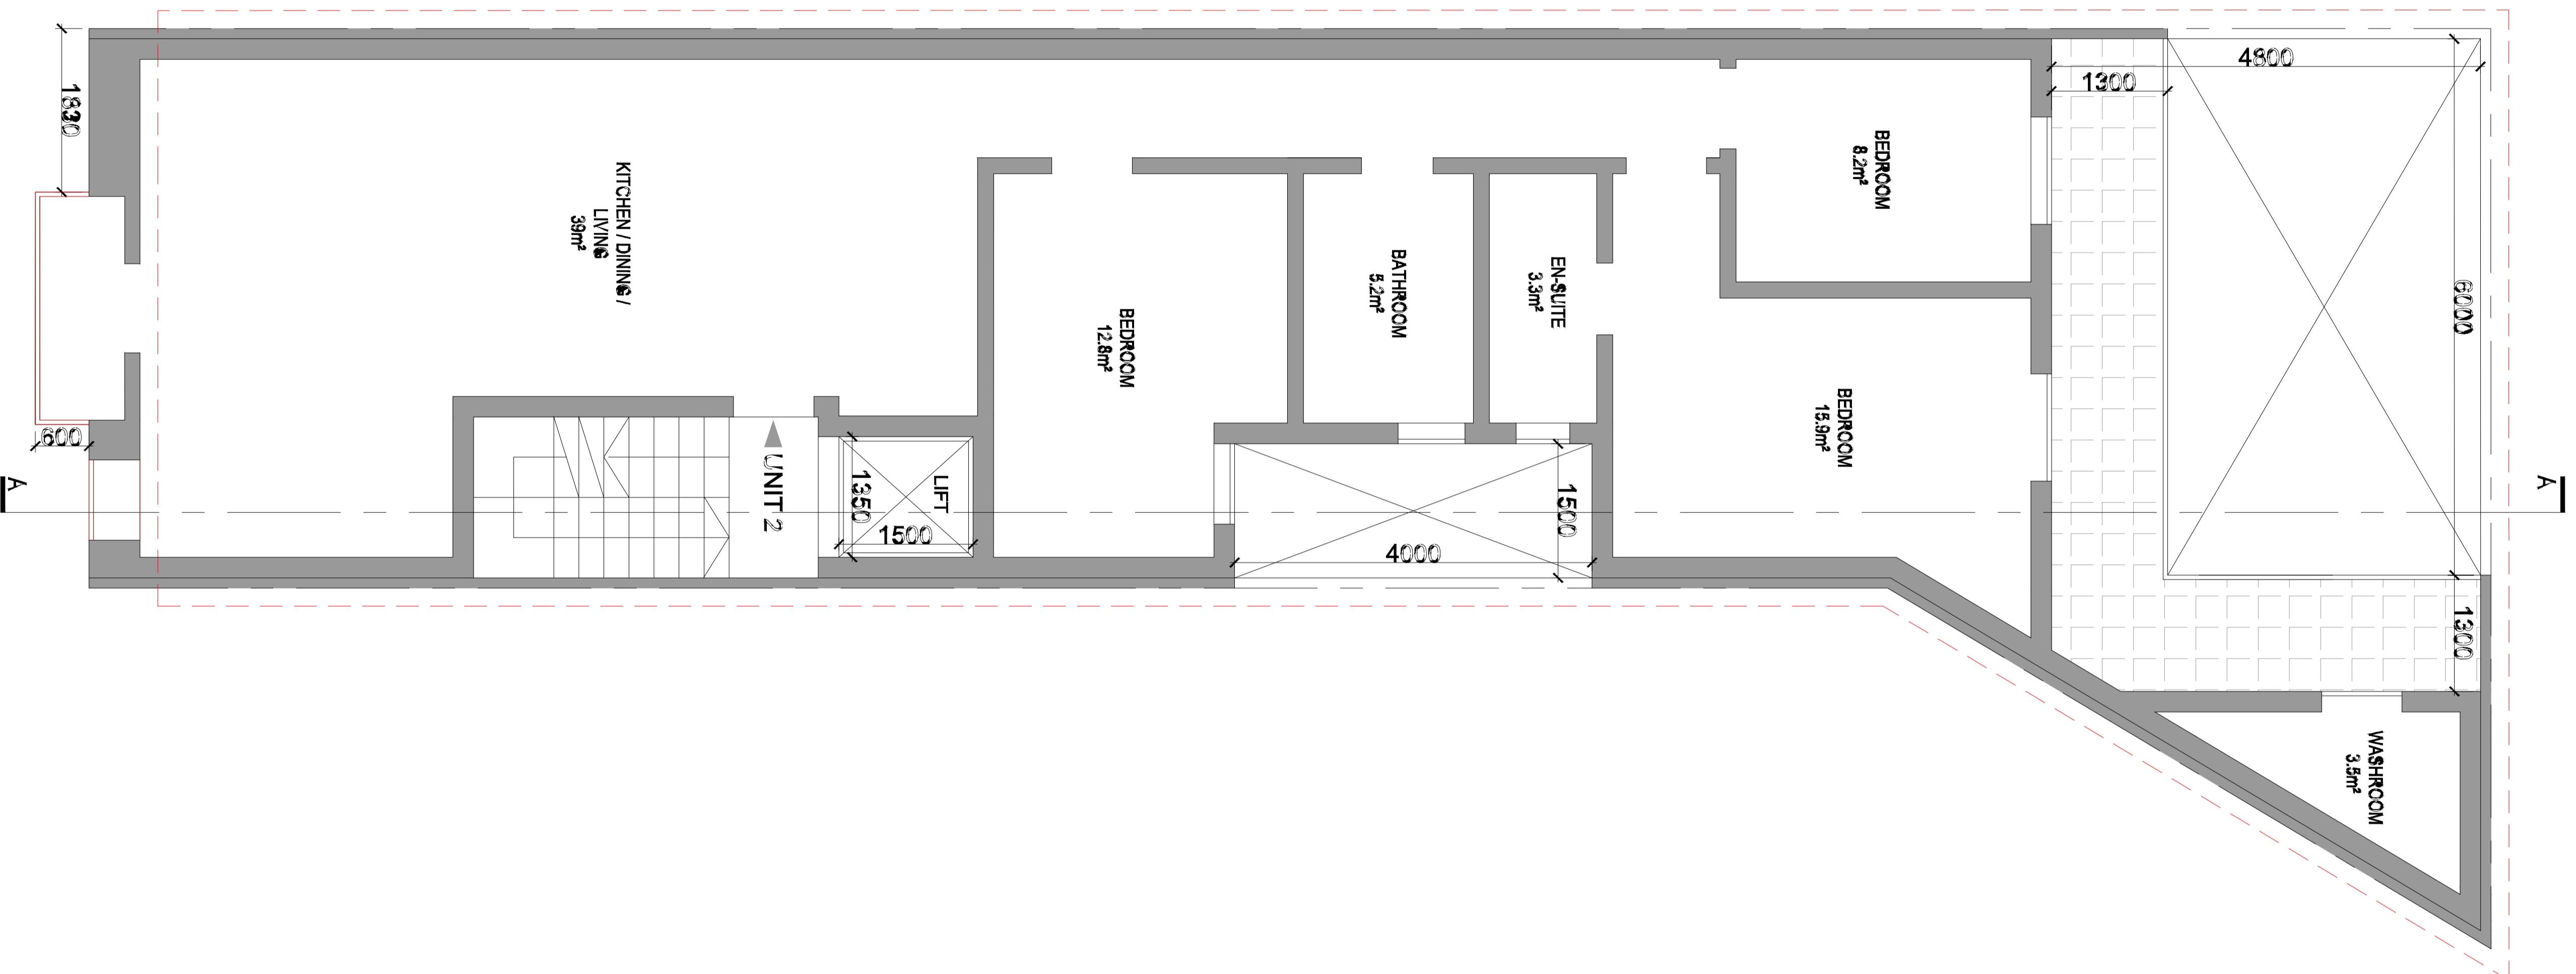 4800
1300
1830
BEDROOM
8.2m²
KITCHEN / DINING /
LIVING
39m²
BATHROOM
5.2m²
EN-SUITE
3.3m²
6000
BEDROOM
12.8m²
BEDROOM
15.9m²
600
UNIT 2
LIFT
1350
1500
1500
4000
A
A
1300
WASHROOM
3.5m²